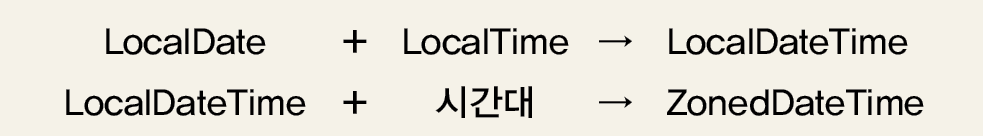 LocalDate + LocalTime → LocalDateTime
LocalDateTime + 시간대 → ZonedDateTime